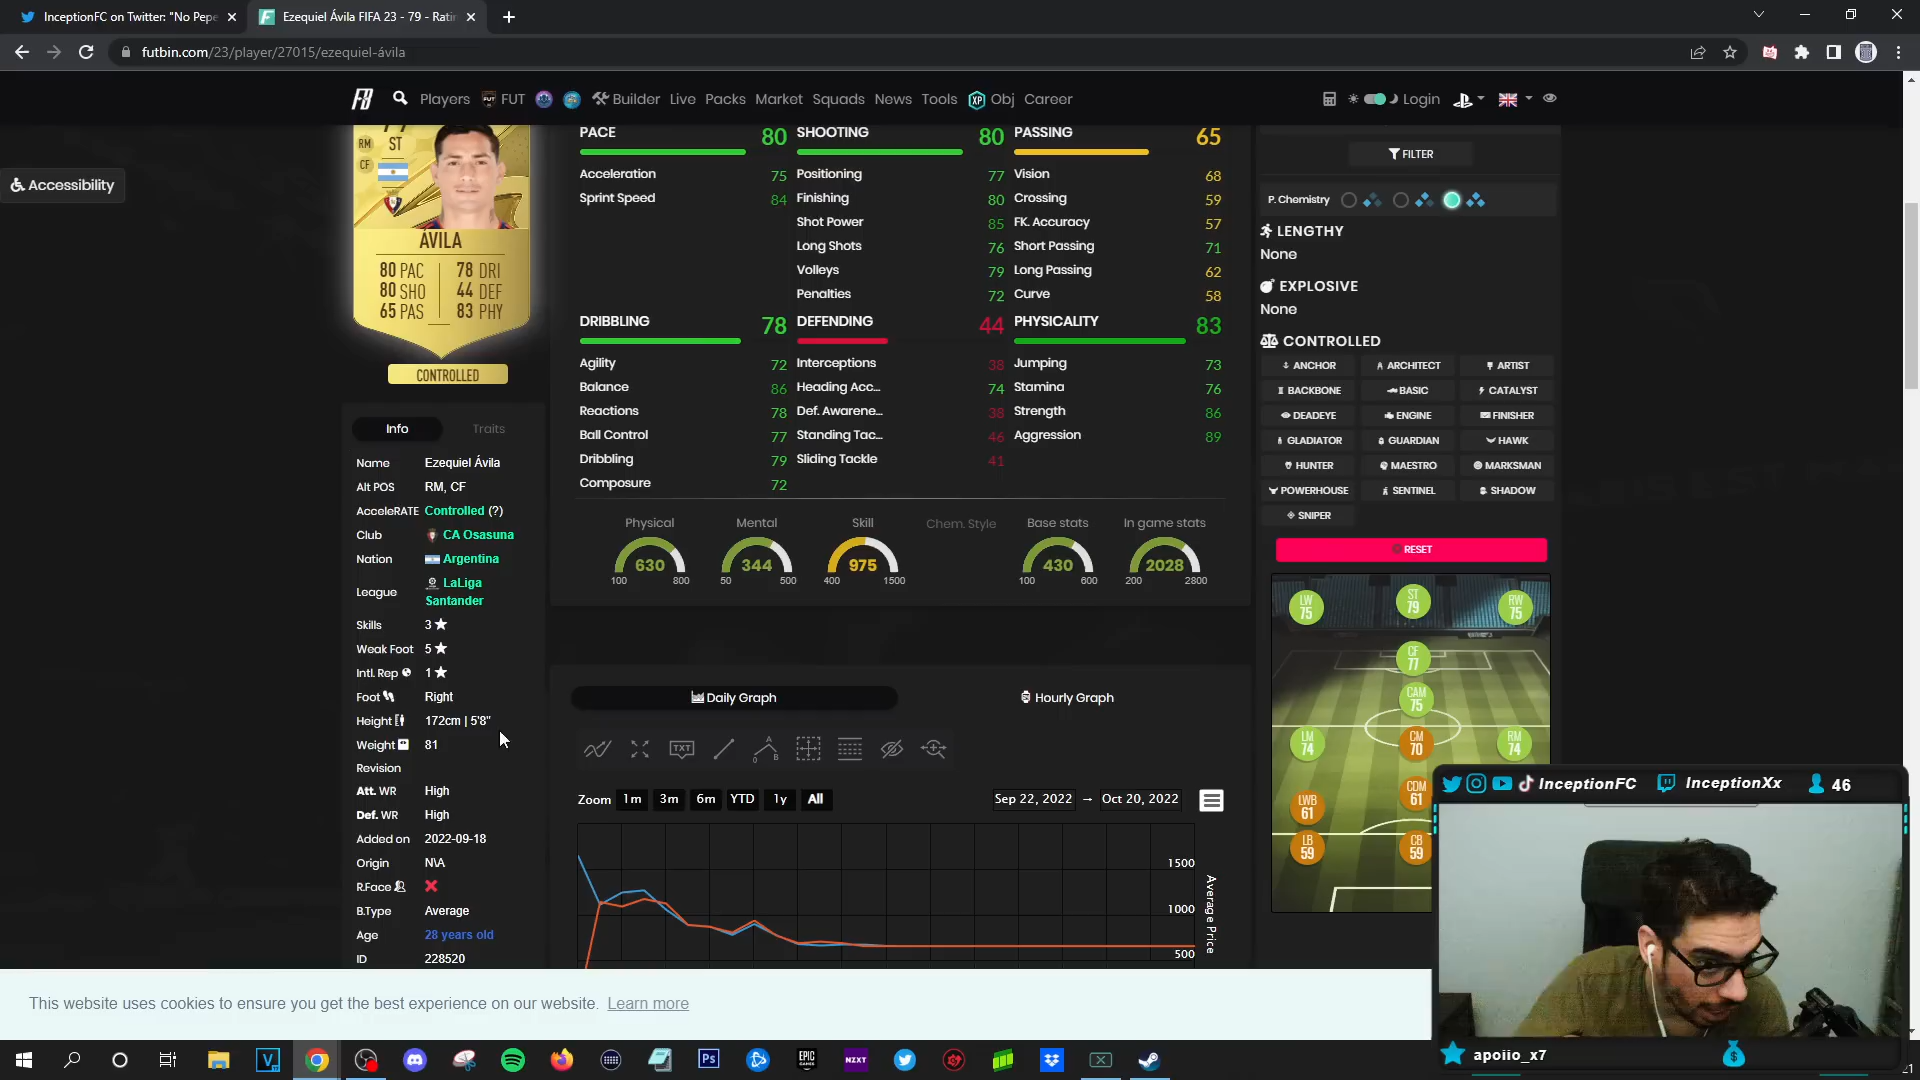 InceptionFC on Twitter: "No Pepe
Ezequiel Ávila FIFA 23 - 79 - Ratin
futbin.com/23/player/27015/ezequiel-ávila
Players FUT Builder Live Packs Market Squads News Tools XP Obj Career Login
Accessibility
RM ST
CF
ÁVILA
80 PAC 78 DRI
80 SHO 44 DEF
65 PAS 83 PHY
CONTROLLED
PACE 80
Acceleration 75
Sprint Speed 84
SHOOTING 80
Positioning 77
Finishing 80
Shot Power 85
Long Shots 76
Volleys 79
Penalties 72
PASSING 65
Vision 68
Crossing 59
FK. Accuracy 57
Short Passing 71
Long Passing 62
Curve 58
DRIBBLING 78
Agility 72
Balance 86
Reactions 78
Ball Control 77
Dribbling 79
Composure 72
DEFENDING 44
Interceptions 38
Heading Acc... 74
Def. Awarene... 38
Standing Tac... 46
Sliding Tackle 41
PHYSICALITY 83
Jumping 73
Stamina 76
Strength 86
Aggression 89
Physical Mental Skill Chem. Style Base stats In game stats
630 344 975 430 2028
100 800 50 500 400 1500 100 600 200 2800
Info Traits
Name Ezequiel Ávila
Alt POS RM, CF
AcceleRATE Controlled (?)
Club CA Osasuna
Nation Argentina
League LaLiga
Santander
Skills 3
Weak Foot 5
Intl. Rep 1
Foot Right
Height 172cm | 5'8"
Weight 81
Revision
Att. WR High
Def. WR High
Added on 2022-09-18
Origin N\A
R.Face
B.Type Average
Age 28 years old
ID 228520
Daily Graph Hourly Graph
TXT
Zoom 1m 3m 6m YTD 1y All Sep 22, 2022 → Oct 20, 2022
1500
1000
500
Average Price
FILTER
P. Chemistry
LENGTHY
None
EXPLOSIVE
None
CONTROLLED
ANCHOR ARCHITECT ARTIST
BACKBONE BASIC CATALYST
DEADEYE ENGINE FINISHER
GLADIATOR GUARDIAN HAWK
HUNTER MAESTRO MARKSMAN
POWERHOUSE SENTINEL SHADOW
SNIPER
RESET
LW 75 ST 79 RW 75
CF 77
CAM 75
LM 74 CM 70 RM 74
LWB 61 CDM 61
LB 59 CB 59
InceptionFC InceptionXx 46
apoiio_x7
This website uses cookies to ensure you get the best experience on our website. Learn more